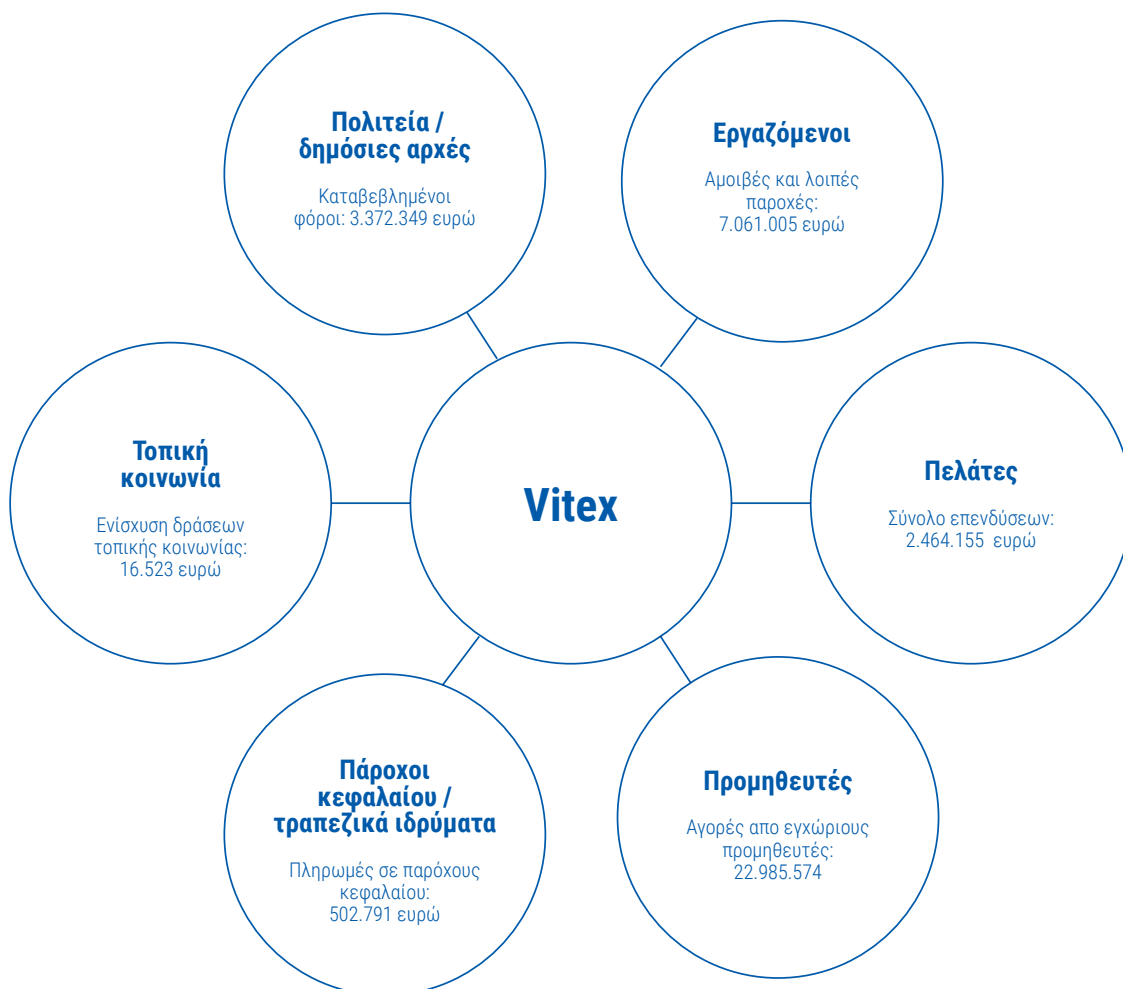 Πολιτεία /
δημόσιες αρχές
Καταβεβλημένοι
φόροι: 3.372.349 ευρώ
Εργαζόμενοι
Αμοιβές και λοιπές
παροχές:
7.061.005 ευρώ
Τοπική
κοινωνία
Ενίσχυση δράσεων
τοπικής κοινωνίας:
16.523 ευρώ
Vitex
Πελάτες
Σύνολο επενδύσεων:
2.464.155 ευρώ
Πάροχοι
κεφαλαίου /
τραπεζικά ιδρύματα
Πληρωμές σε παρόχους
κεφαλαίου:
502.791 ευρώ
Προμηθευτές
Αγορές απο εγχώριους
προμηθευτές:
22.985.574